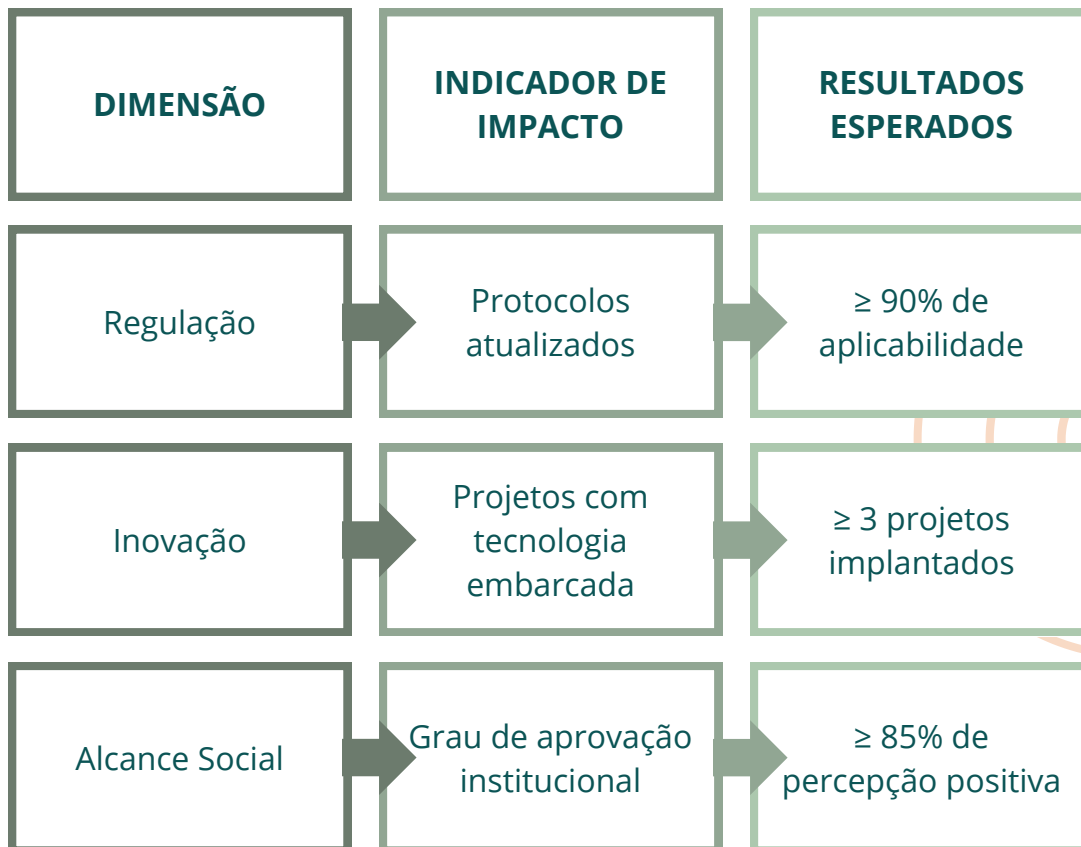 DIMENSÃO
INDICADOR DE
IMPACTO
RESULTADOS
ESPERADOS
Regulação
Protocolos
atualizados
≥ 90% de
aplicabilidade
Inovação
Projetos com
tecnologia
embarcada
≥ 3 projetos
implantados
Alcance Social
Grau de aprovação
institucional
≥ 85% de
percepção positiva